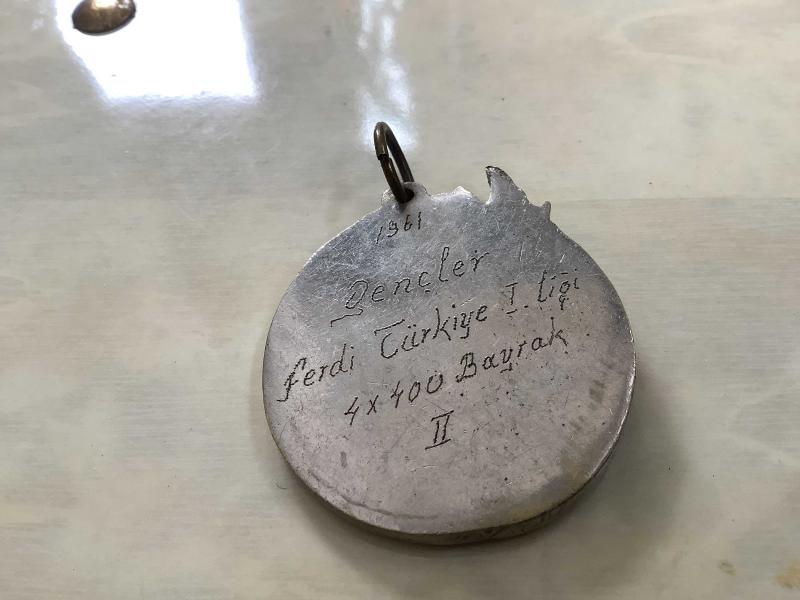 1961
Gençler
ferdi Türkiye I. liği
4x400 Bayrak
II